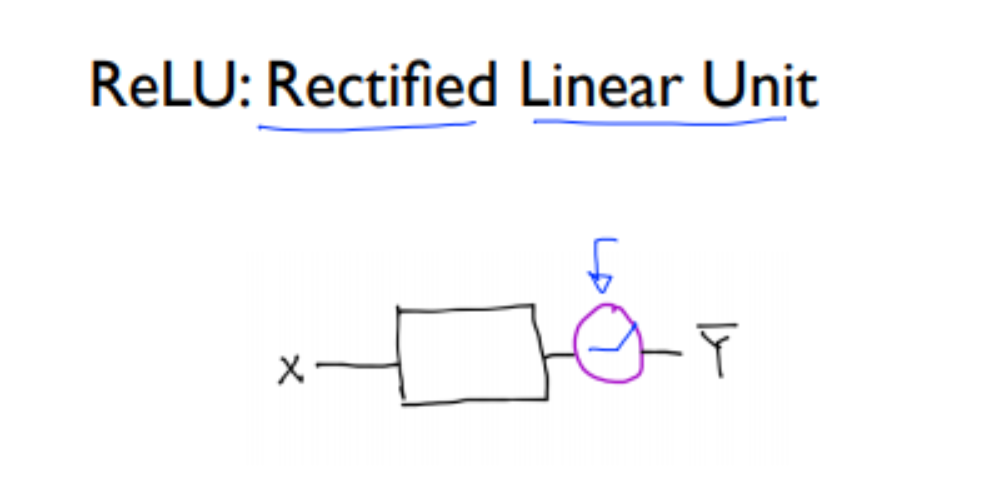 ReLU: Rectified Linear Unit
X
Y̅